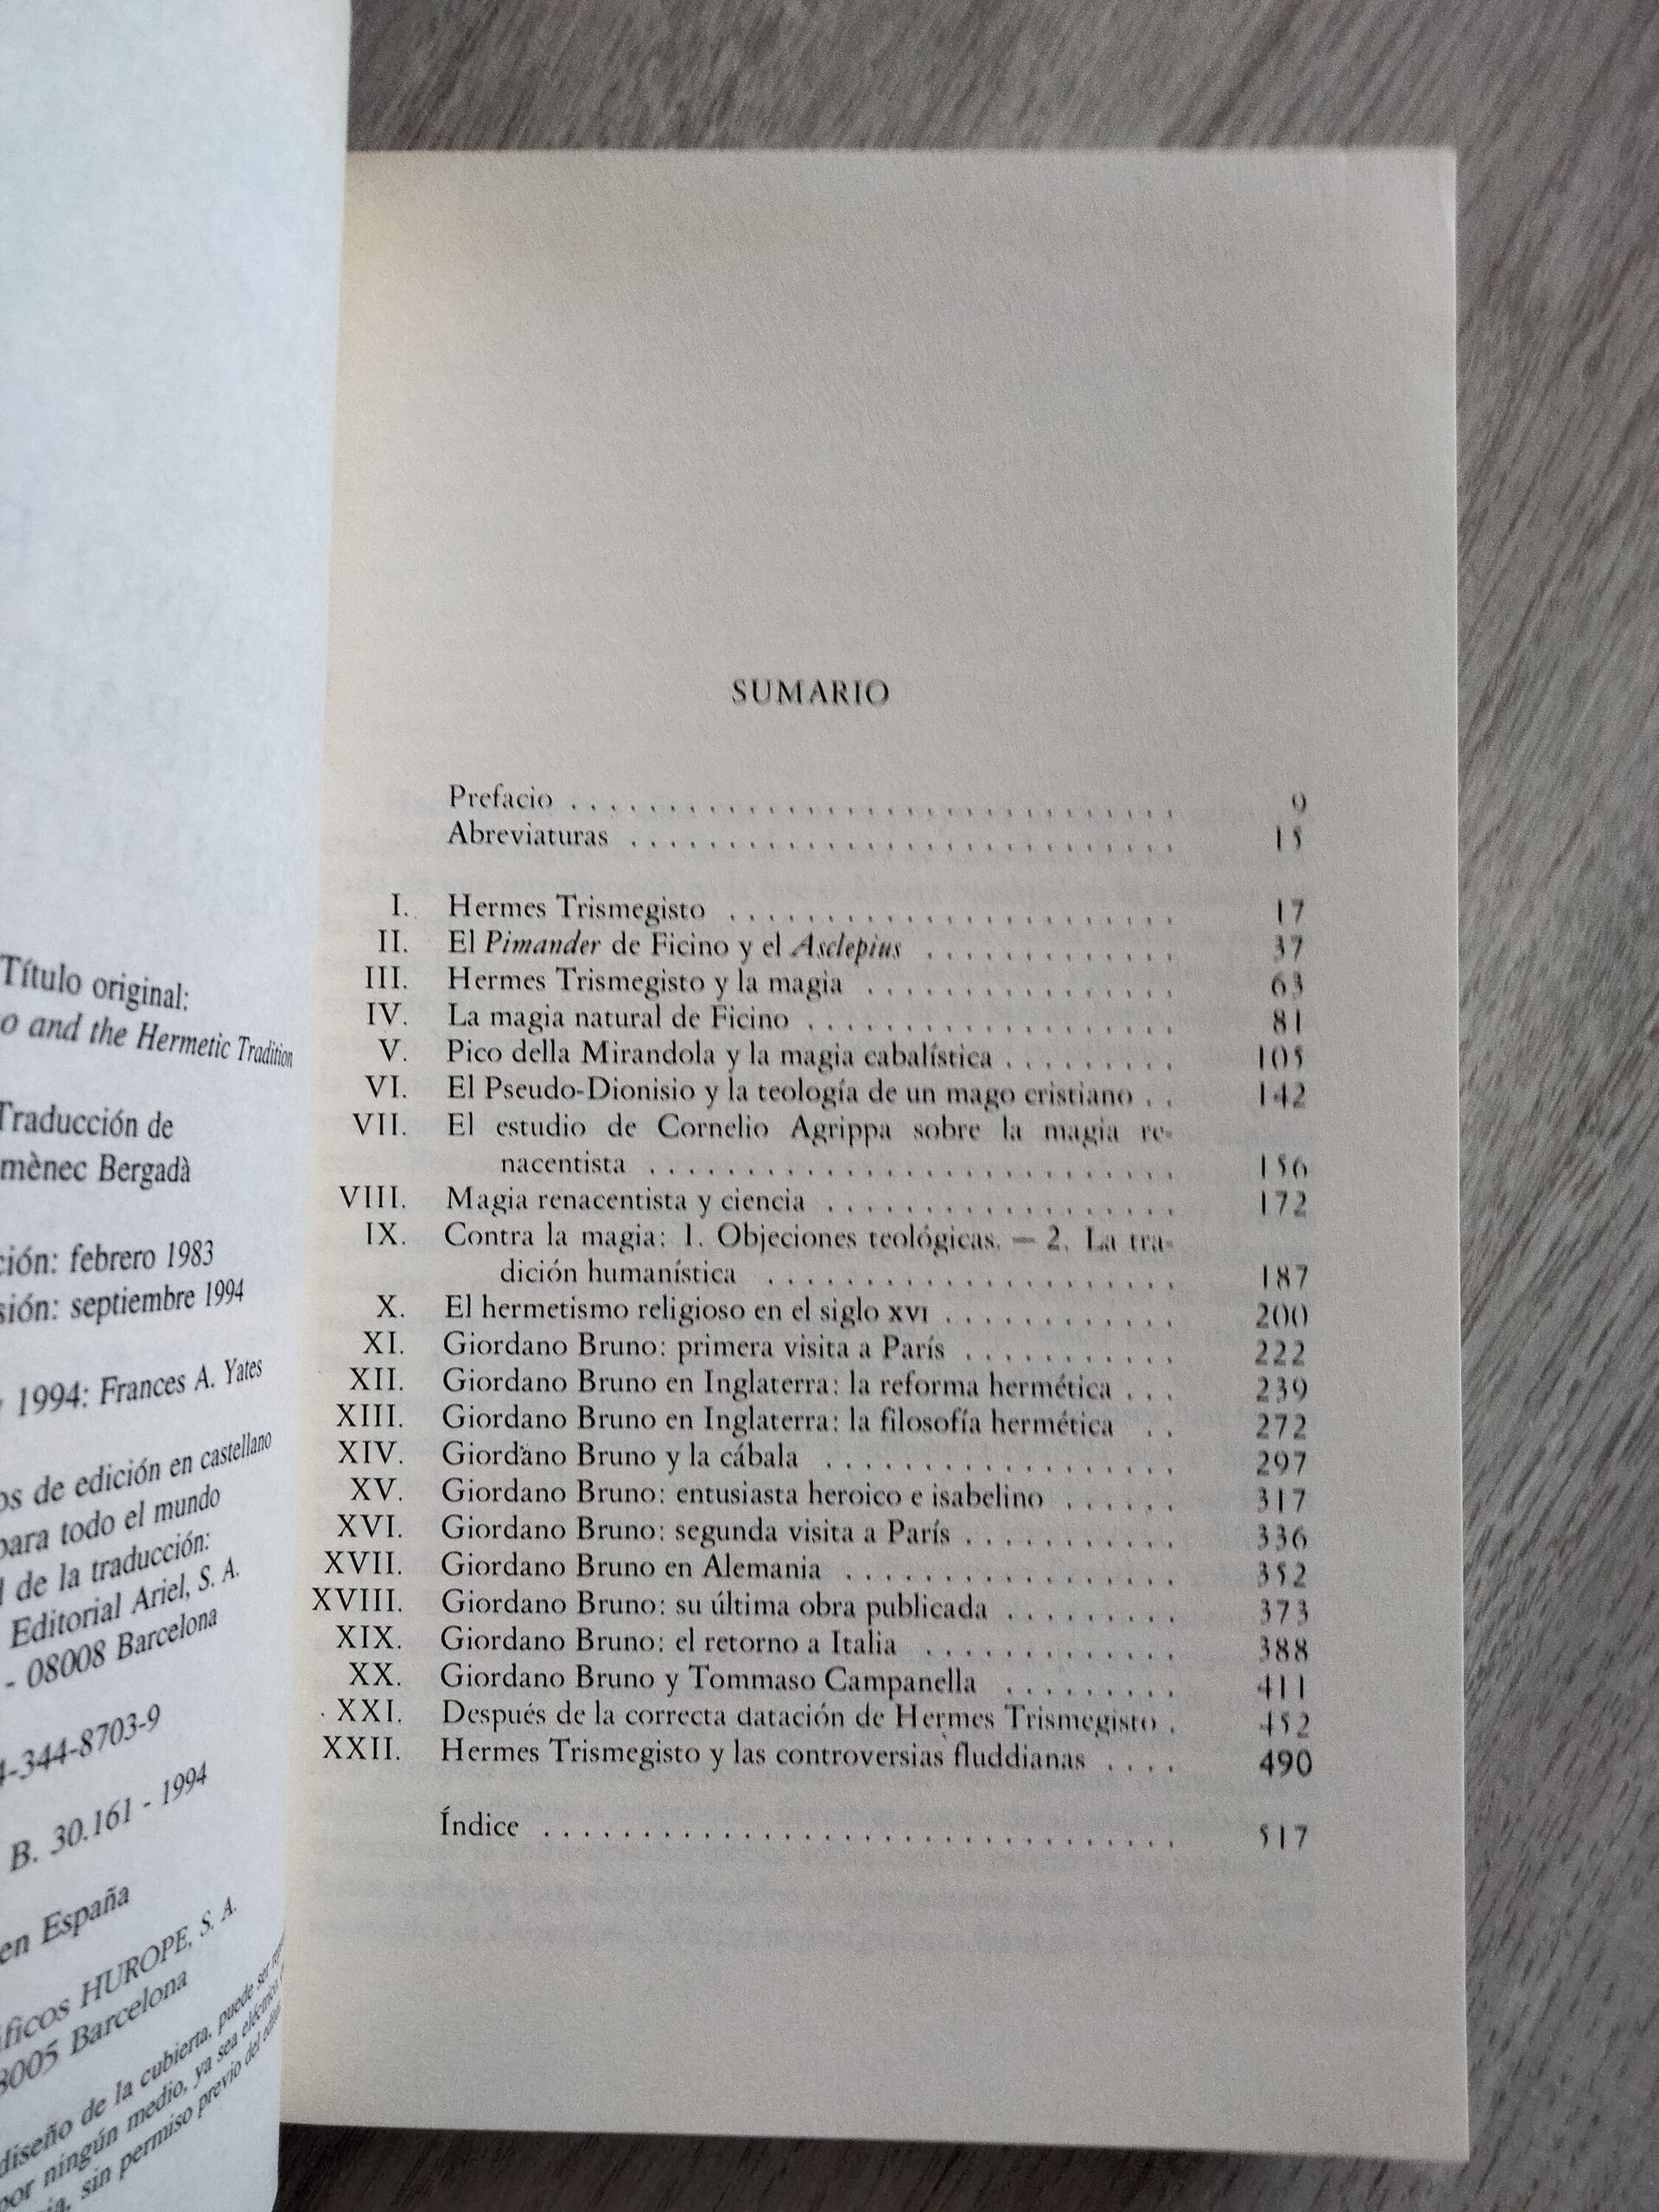 Título original:
and the Hermetic Tradition
Traducción de
Bergadà
febrero 1983
septiembre 1994
1994: Frances A. Yates
de edición en castellano
para todo el mundo
de la traducción:
Editorial Ariel, S. A.
- 08008 Barcelona
-344-8703-9
B. 30.161 - 1994
en España
HUROPE, S. A.
Barcelona
diseño de la cubierta, puede ser
por ningún medio, ya sea
sin permiso previo del
SUMARIO
Prefacio . . . . . . . . . . . . . . . . . . . . . . . . . . . . . . . 9
Abreviaturas . . . . . . . . . . . . . . . . . . . . . . . . . . . . 15
I. Hermes Trismegisto . . . . . . . . . . . . . . . . . . . . . . . 17
II. El Pimander de Ficino y el Asclepius . . . . . . . . . . . . . 37
III. Hermes Trismegisto y la magia . . . . . . . . . . . . . . . . 63
IV. La magia natural de Ficino . . . . . . . . . . . . . . . . . . . 81
V. Pico della Mirandola y la magia cabalística . . . . . . . . . 105
VI. El Pseudo-Dionisio y la teología de un mago cristiano . . 142
VII. El estudio de Cornelio Agrippa sobre la magia re-
nacentista . . . . . . . . . . . . . . . . . . . . . . . . . . . 156
VIII. Magia renacentista y ciencia . . . . . . . . . . . . . . . . . . 172
IX. Contra la magia: 1. Objeciones teológicas. — 2. La tra-
dición humanística . . . . . . . . . . . . . . . . . . . . . 187
X. El hermetismo religioso en el siglo XVI . . . . . . . . . . . . 200
XI. Giordano Bruno: primera visita a París . . . . . . . . . . . 222
XII. Giordano Bruno en Inglaterra: la reforma hermética . . . 239
XIII. Giordano Bruno en Inglaterra: la filosofía hermética . . 272
XIV. Giordano Bruno y la cábala . . . . . . . . . . . . . . . . . . 297
XV. Giordano Bruno: entusiasta heroico e isabelino . . . . . . 317
XVI. Giordano Bruno: segunda visita a París . . . . . . . . . . . 336
XVII. Giordano Bruno en Alemania . . . . . . . . . . . . . . . . . 352
XVIII. Giordano Bruno: su última obra publicada . . . . . . . . . 373
XIX. Giordano Bruno: el retorno a Italia . . . . . . . . . . . . . 388
XX. Giordano Bruno y Tommaso Campanella . . . . . . . . . 411
XXI. Después de la correcta datación de Hermes Trismegisto . 452
XXII. Hermes Trismegisto y las controversias fluddianas . . . . 490
Índice . . . . . . . . . . . . . . . . . . . . . . . . . . . . . . . . 517